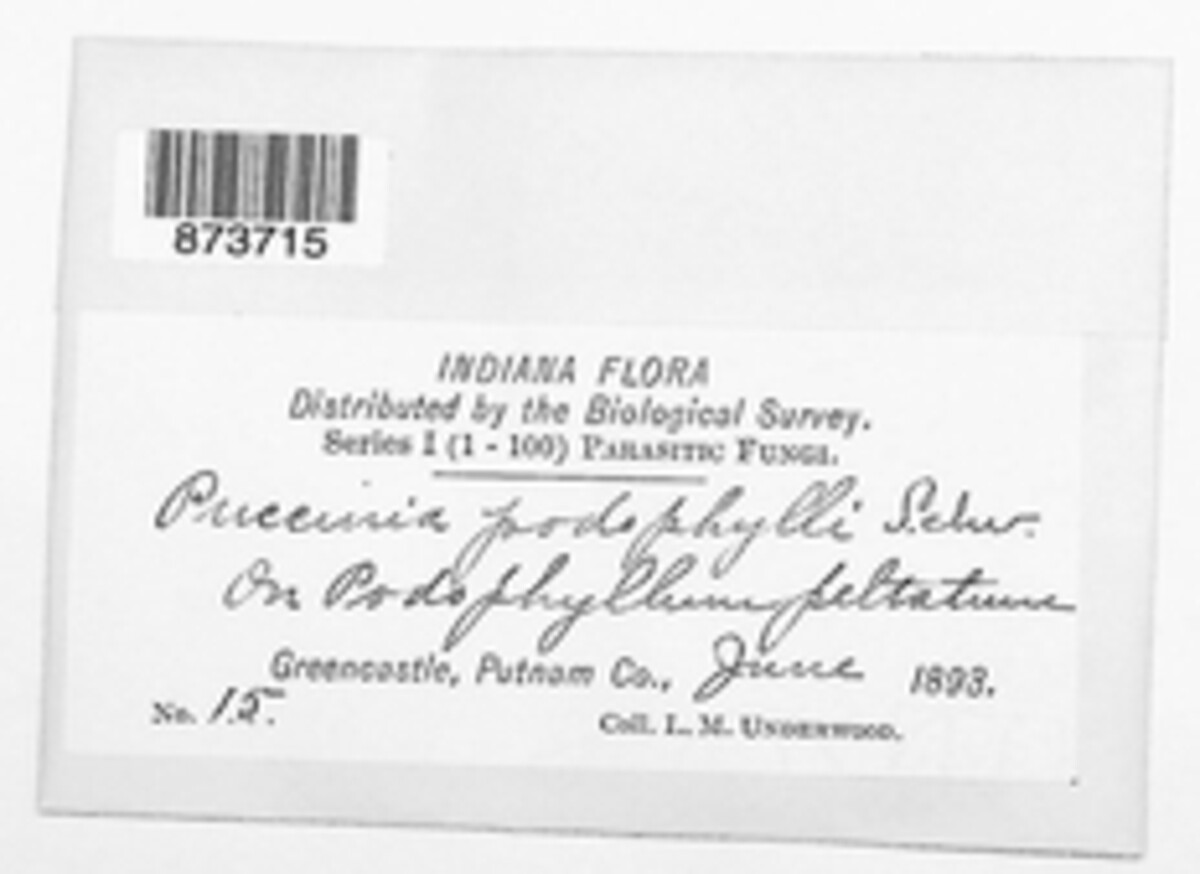 873715
INDIANA FLORA
Distributed by the Biological Survey.
Series I (1 - 100) PARASITIC FUNGI.
Puccinia podophylli Schw.
On Podophyllum peltatum
Greencastle, Putnam Co., June 1893.
No. 15.
Coll. L. M. UNDERWOOD.